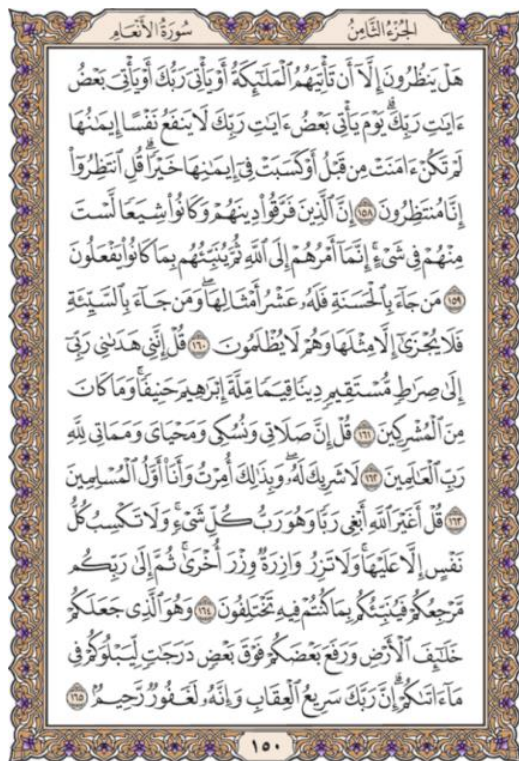 سُورَةُ الأَنْعَام
الجُزْءُ الثَّامِنُ
هَلْ يَنظُرُونَ إِلَّآ أَن تَأْتِيَهُمُ ٱلْمَلَٰٓئِكَةُ أَوْ يَأْتِىَ رَبُّكَ أَوْ يَأْتِىَ بَعْضُ
ءَايَٰتِ رَبِّكَ ۗ يَوْمَ يَأْتِى بَعْضُ ءَايَٰتِ رَبِّكَ لَا يَنفَعُ نَفْسًا إِيمَٰنُهَا
لَمْ تَكُنْ ءَامَنَتْ مِن قَبْلُ أَوْ كَسَبَتْ فِىٓ إِيمَٰنِهَا خَيْرًا ۗ قُلِ ٱنتَظِرُوٓا۟
إِنَّا مُنتَظِرُونَ ١٥٨ إِنَّ ٱلَّذِينَ فَرَّقُوا۟ دِينَهُمْ وَكَانُوا۟ شِيَعًا لَّسْتَ
مِنْهُمْ فِى شَىْءٍ ۚ إِنَّمَآ أَمْرُهُمْ إِلَى ٱللَّهِ ثُمَّ يُنَبِّئُهُم بِمَا كَانُوا۟ يَفْعَلُونَ
١٥٩ مَن جَآءَ بِٱلْحَسَنَةِ فَلَهُۥ عَشْرُ أَمْثَالِهَا ۖ وَمَن جَآءَ بِٱلسَّيِّئَةِ
فَلَا يُجْزَىٰٓ إِلَّا مِثْلَهَا وَهُمْ لَا يُظْلَمُونَ ١٦٠ قُلْ إِنَّنِى هَدَىٰنِى رَبِّىٓ
إِلَىٰ صِرَٰطٍ مُّسْتَقِيمٍ دِينًا قِيَمًا مِّلَّةَ إِبْرَٰهِيمَ حَنِيفًا ۚ وَمَا كَانَ
مِنَ ٱلْمُشْرِكِينَ ١٦١ قُلْ إِنَّ صَلَاتِى وَنُسُكِى وَمَحْيَاىَ وَمَمَاتِى لِلَّهِ
رَبِّ ٱلْعَٰلَمِينَ ١٦٢ لَا شَرِيكَ لَهُۥ ۖ وَبِذَٰلِكَ أُمِرْتُ وَأَنَا۠ أَوَّلُ ٱلْمُسْلِمِينَ
١٦٣ قُلْ أَغَيْرَ ٱللَّهِ أَبْغِى رَبًّا وَهُوَ رَبُّ كُلِّ شَىْءٍ ۚ وَلَا تَكْسِبُ كُلُّ
نَفْسٍ إِلَّا عَلَيْهَا ۚ وَلَا تَزِرُ وَازِرَةٌ وِزْرَ أُخْرَىٰ ۚ ثُمَّ إِلَىٰ رَبِّكُم
مَّرْجِعُكُمْ فَيُنَبِّئُكُم بِمَا كُنتُمْ فِيهِ تَخْتَلِفُونَ ١٦٤ وَهُوَ ٱلَّذِى جَعَلَكُمْ
خَلَٰٓئِفَ ٱلْأَرْضِ وَرَفَعَ بَعْضَكُمْ فَوْقَ بَعْضٍ دَرَجَٰتٍ لِّيَبْلُوَكُمْ فِى
مَآ ءَاتَىٰكُمْ ۗ إِنَّ رَبَّكَ سَرِيعُ ٱلْعِقَابِ وَإِنَّهُۥ لَغَفُورٌ رَّحِيمٌۢ ١٦٥
١٥٠